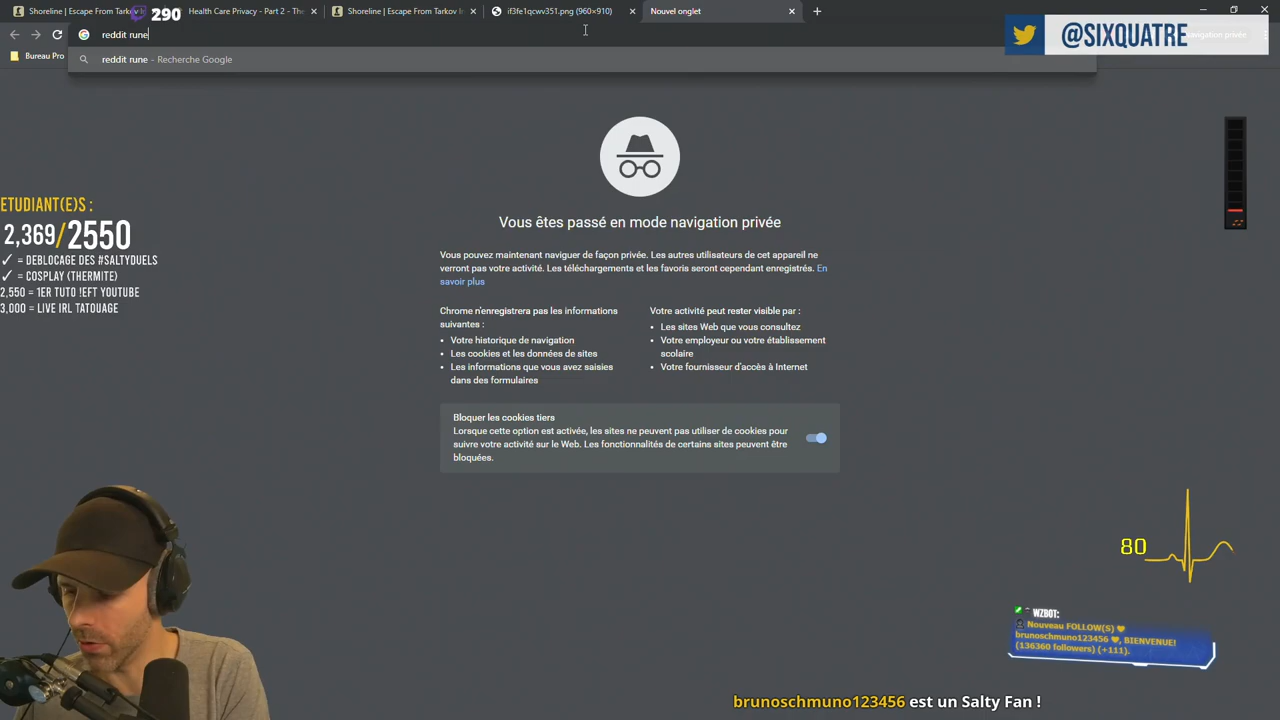 Shoreline | Escape From Tarkov
290
Health Care Privacy - Part 2 - The
Shoreline | Escape From Tarkov In
if3fe1qcwv351.png (960×910)
Nouvel onglet
reddit rune
navigation privée
@SIXQUATRE
Bureau Pro
reddit rune - Recherche Google
Vous êtes passé en mode navigation privée
Vous pouvez maintenant naviguer de façon privée. Les autres utilisateurs de cet appareil ne
verront pas votre activité. Les téléchargements et les favoris seront cependant enregistrés. En
savoir plus
Chrome n'enregistrera pas les informations
suivantes :
Votre historique de navigation
Les cookies et les données de sites
Les informations que vous avez saisies
dans des formulaires
Votre activité peut rester visible par :
Les sites Web que vous consultez
Votre employeur ou votre établissement
scolaire
Votre fournisseur d'accès à Internet
Bloquer les cookies tiers
Lorsque cette option est activée, les sites ne peuvent pas utiliser de cookies pour
suivre votre activité sur le Web. Les fonctionnalités de certains sites peuvent être
bloquées.
ETUDIANT(E)S :
2,369/2550
✓ = DEBLOCAGE DES #SALTYDUELS
✓ = COSPLAY (THERMITE)
2,550 = 1ER TUTO !EFT YOUTUBE
3,000 = LIVE IRL TATOUAGE
80
WZBOT:
Nouveau FOLLOW(S) ♥
brunoschmuno123456 ♥, BIENVENUE!
(136360 followers) (+111).
brunoschmuno123456 est un Salty Fan !